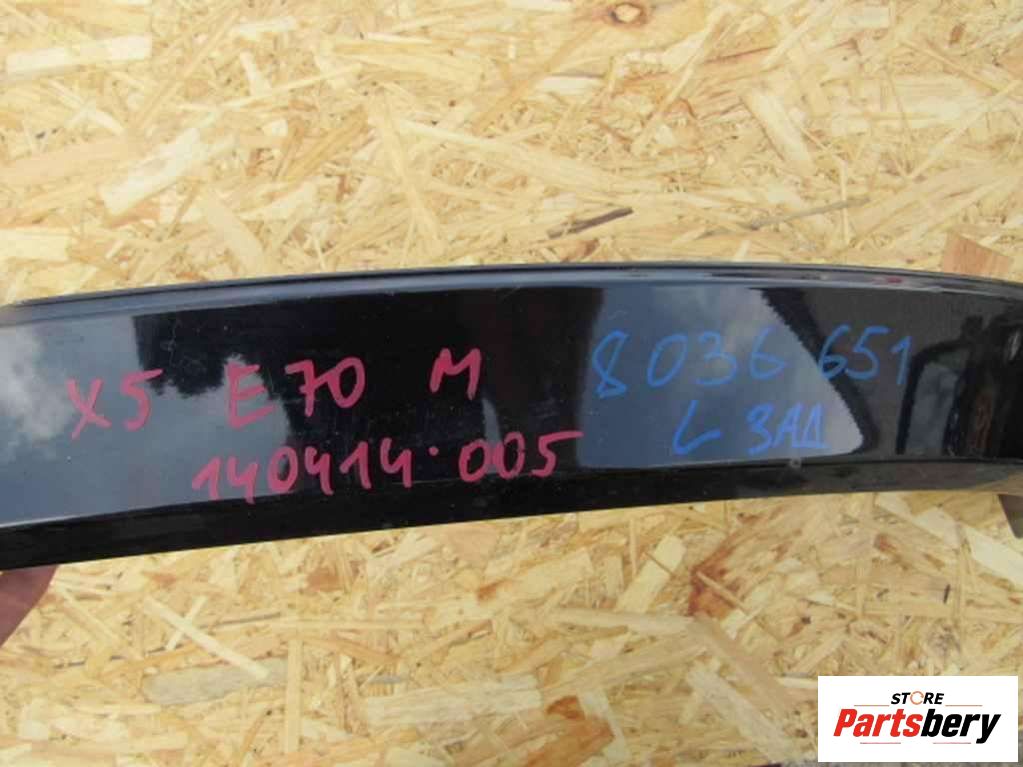 X5 E70 M
140414.005
8036651
L ЗАД
STORE
Partsbery